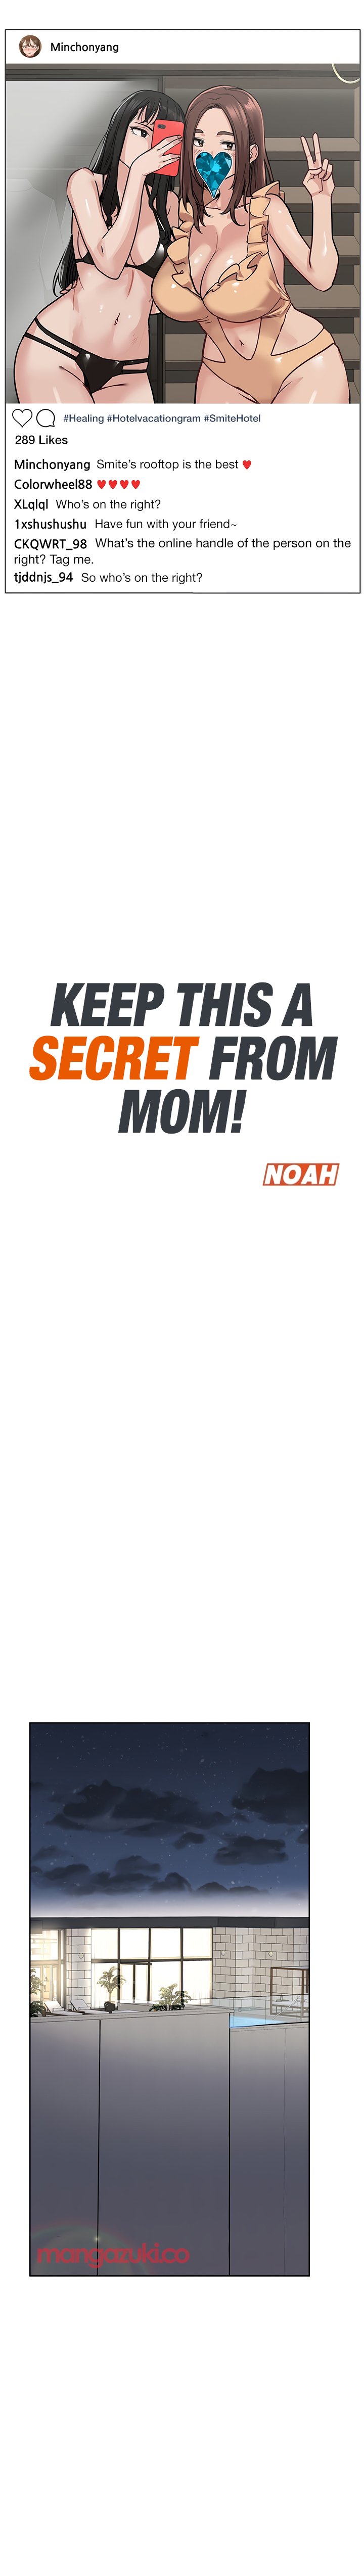 Minchonyang
#Healing #Hotelvacationgram #SmiteHotel
289 Likes
Minchonyang Smite's rooftop is the best ♥
Colorwheel88 ♥♥♥♥
XLqlql Who's on the right?
1xshushushu Have fun with your friend~
CKQWRT_98 What's the online handle of the person on the
right? Tag me.
tjddnjs_94 So who's on the right?
KEEP THIS A
SECRET FROM
MOM!
NOAH
mangazuki.co